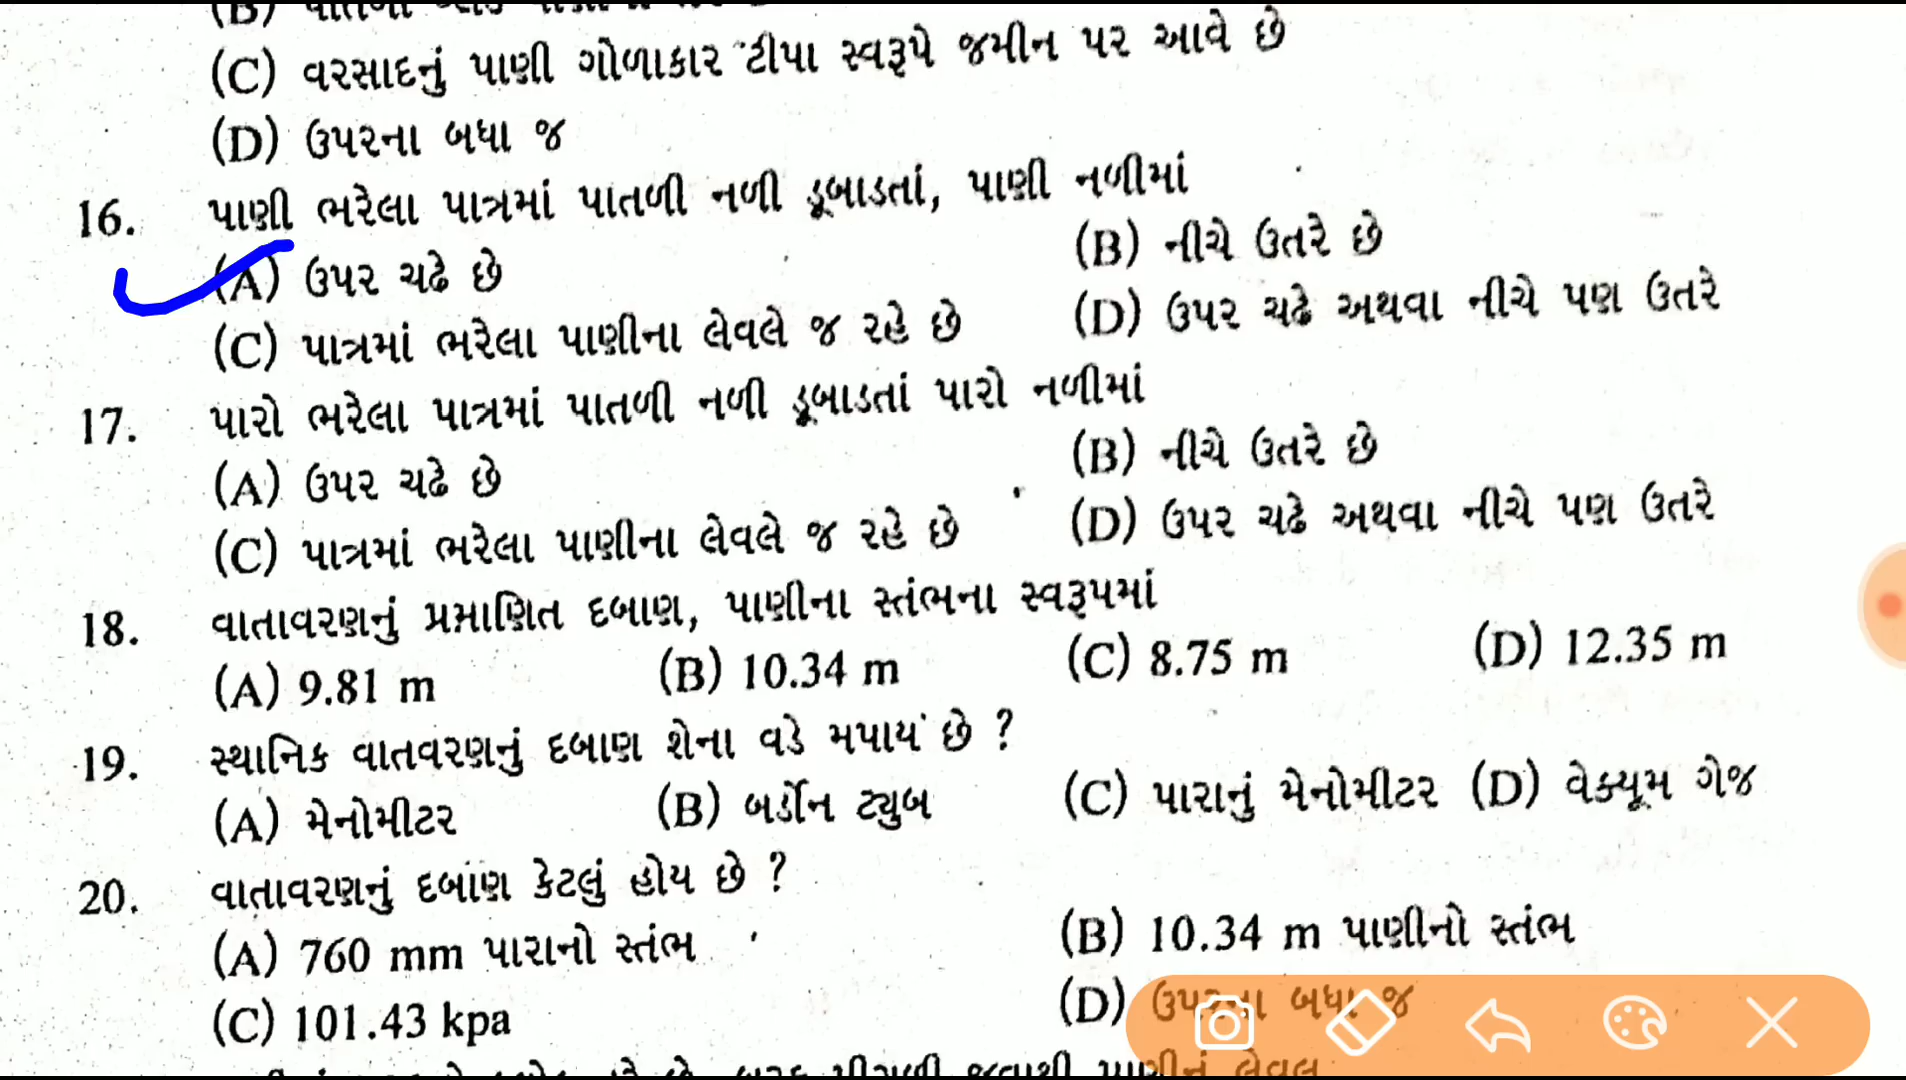 (C) વરસાદનું પાણી ગોળાકાર ટીપા સ્વરૂપે જમીન પર આવે છે
(D) ઉપરના બધા જ
16. પાણી ભરેલા પાત્રમાં પાતળી નળી ડૂબાડતાં, પાણી નળીમાં
(A) ઉપર ચઢે છે (B) નીચે ઉતરે છે
(C) પાત્રમાં ભરેલા પાણીના લેવલે જ રહે છે (D) ઉપર ચઢે અથવા નીચે પણ ઉતરે
17. પારો ભરેલા પાત્રમાં પાતળી નળી ડૂબાડતાં પારો નળીમાં
(A) ઉપર ચઢે છે (B) નીચે ઉતરે છે
(C) પાત્રમાં ભરેલા પાણીના લેવલે જ રહે છે (D) ઉપર ચઢે અથવા નીચે પણ ઉતરે
18. વાતાવરણનું પ્રમાણિત દબાણ, પાણીના સ્તંભના સ્વરૂપમાં
(A) 9.81 m (B) 10.34 m (C) 8.75 m (D) 12.35 m
19. સ્થાનિક વાતવરણનું દબાણ શેના વડે મપાય છે ?
(A) મેનોમીટર (B) બર્ડોન ટ્યુબ (C) પારાનું મેનોમીટર (D) વેક્યૂમ ગેજ
20. વાતાવરણનું દબાણ કેટલું હોય છે ?
(A) 760 mm પારાનો સ્તંભ (B) 10.34 m પાણીનો સ્તંભ
(C) 101.43 kpa (D) ઉપરના બધા જ